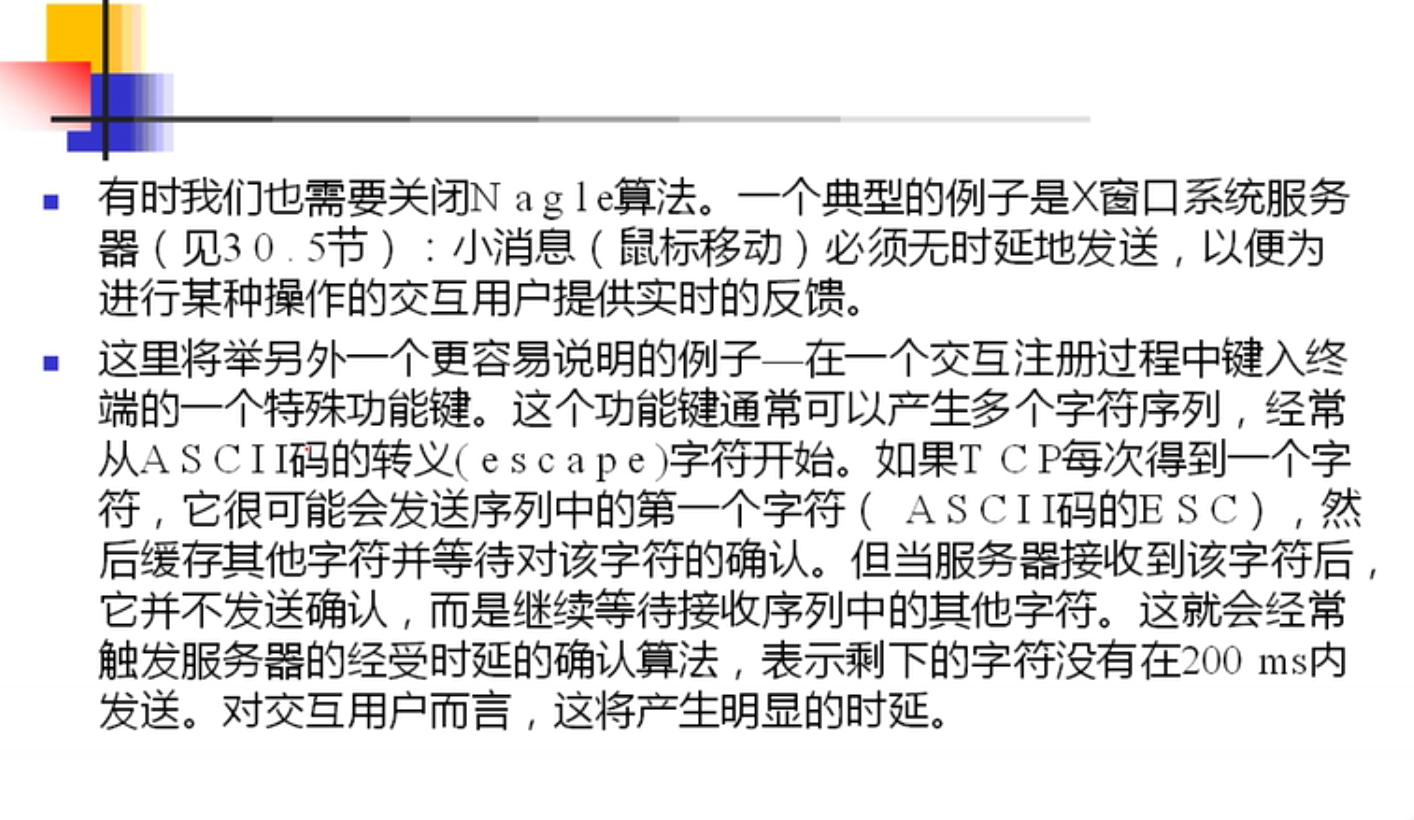 有时我们也需要关闭N a g l e算法。一个典型的例子是X窗口系统服务
器（见3 0 . 5节）：小消息（鼠标移动）必须无时延地发送，以便为
进行某种操作的交互用户提供实时的反馈。
这里将举另外一个更容易说明的例子—在一个交互注册过程中键入终
端的一个特殊功能键。这个功能键通常可以产生多个字符序列，经常
从A S C I I码的转义( e s c a p e )字符开始。如果T C P每次得到一个字
符，它很可能会发送序列中的第一个字符（ A S C I I码的E S C），然
后缓存其他字符并等待对该字符的确认。但当服务器接收到该字符后，
它并不发送确认，而是继续等待接收序列中的其他字符。这就会经常
触发服务器的经受时延的确认算法，表示剩下的字符没有在200 ms内
发送。对交互用户而言，这将产生明显的时延。